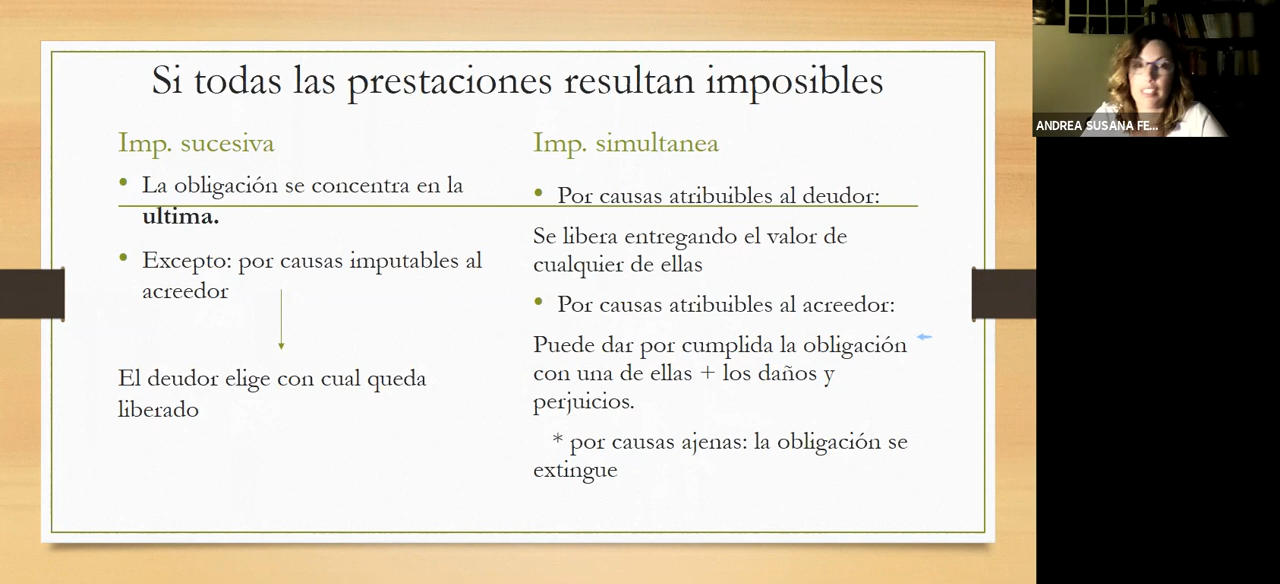 Si todas las prestaciones resultan imposibles
Imp. sucesiva
• La obligación se concentra en la
ultima.
• Excepto: por causas imputables al
acreedor
El deudor elige con cual queda
liberado
Imp. simultanea
• Por causas atribuibles al deudor:
Se libera entregando el valor de
cualquier de ellas
• Por causas atribuibles al acreedor:
Puede dar por cumplida la obligación
con una de ellas + los daños y
perjuicios.
* por causas ajenas: la obligación se
extingue
ANDREA SUSANA FE...